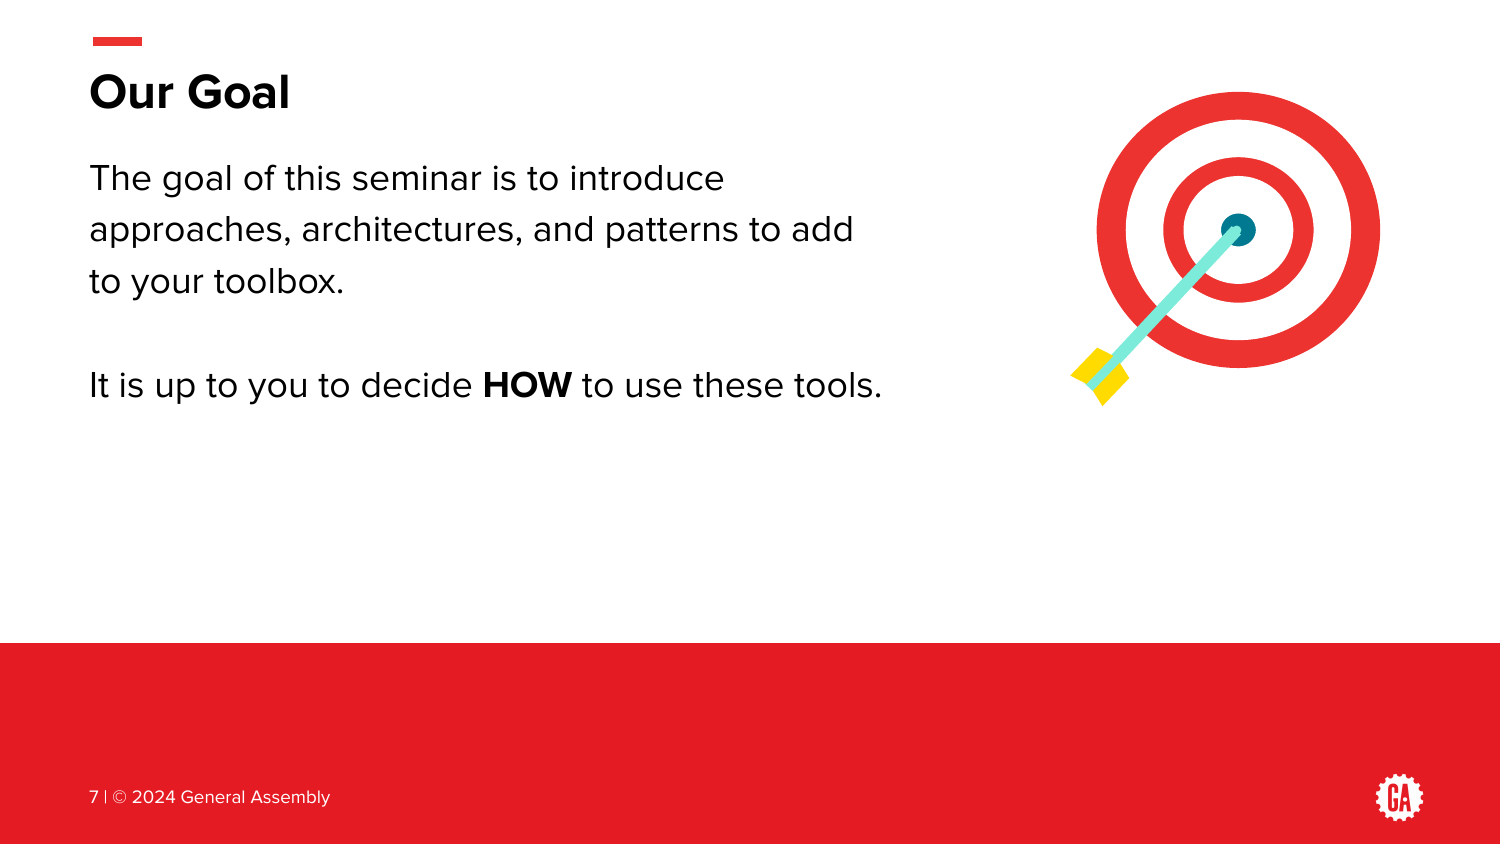 Our Goal
The goal of this seminar is to introduce
approaches, architectures, and patterns to add
to your toolbox.
It is up to you to decide HOW to use these tools.
7 | © 2024 General Assembly
GA